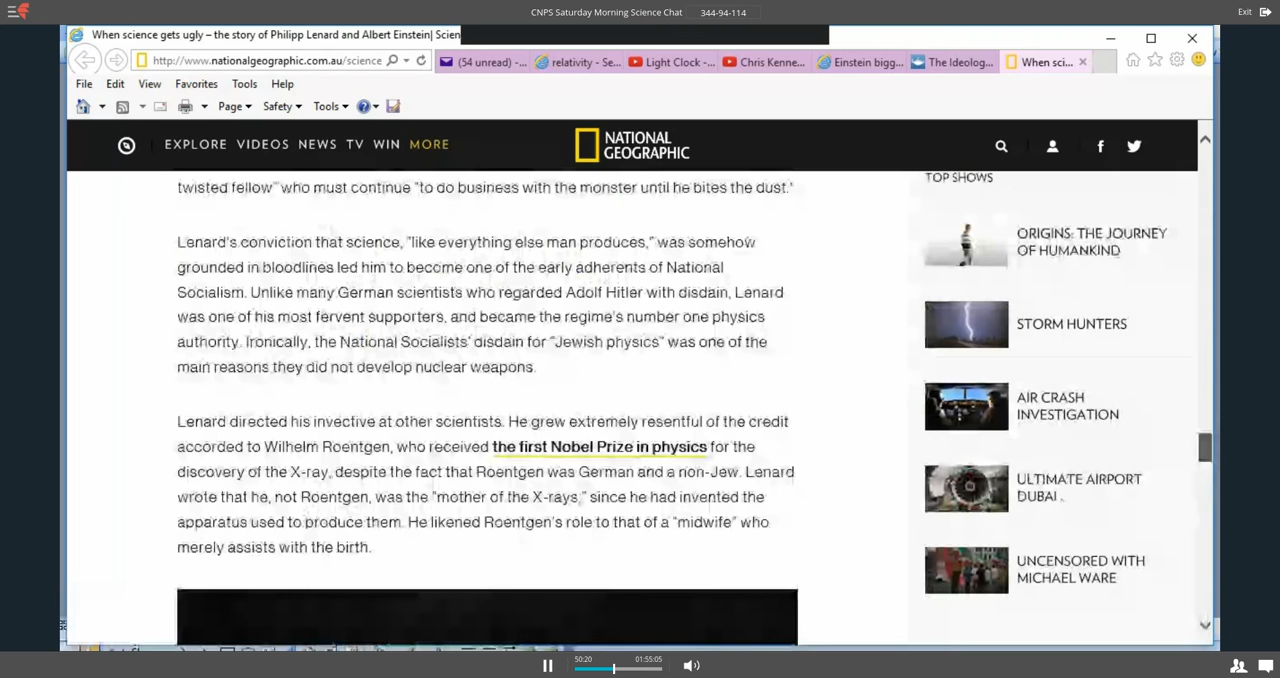 CNPS Saturday Morning Science Chat 344-94-114 Exit
When science gets ugly – the story of Philipp Lenard and Albert Einstein| Scien
http://www.nationalgeographic.com.au/science
(54 unread) -... relativity - Se... Light Clock -... Chris Kenne... Einstein bigg... The Ideolog... When sci...
File Edit View Favorites Tools Help
Page Safety Tools
EXPLORE VIDEOS NEWS TV WIN MORE
NATIONAL
GEOGRAPHIC
twisted fellow" who must continue "to do business with the monster until he bites the dust."
Lenard's conviction that science, "like everything else man produces," was somehow
grounded in bloodlines led him to become one of the early adherents of National
Socialism. Unlike many German scientists who regarded Adolf Hitler with disdain, Lenard
was one of his most fervent supporters, and became the regime's number one physics
authority. Ironically, the National Socialists' disdain for "Jewish physics" was one of the
main reasons they did not develop nuclear weapons.
Lenard directed his invective at other scientists. He grew extremely resentful of the credit
accorded to Wilhelm Roentgen, who received the first Nobel Prize in physics for the
discovery of the X-ray, despite the fact that Roentgen was German and a non-Jew. Lenard
wrote that he, not Roentgen, was the "mother of the X-rays," since he had invented the
apparatus used to produce them. He likened Roentgen's role to that of a "midwife" who
merely assists with the birth.
TOP SHOWS
ORIGINS: THE JOURNEY
OF HUMANKIND
STORM HUNTERS
AIR CRASH
INVESTIGATION
ULTIMATE AIRPORT
DUBAI
UNCENSORED WITH
MICHAEL WARE
50:20 01:55:05